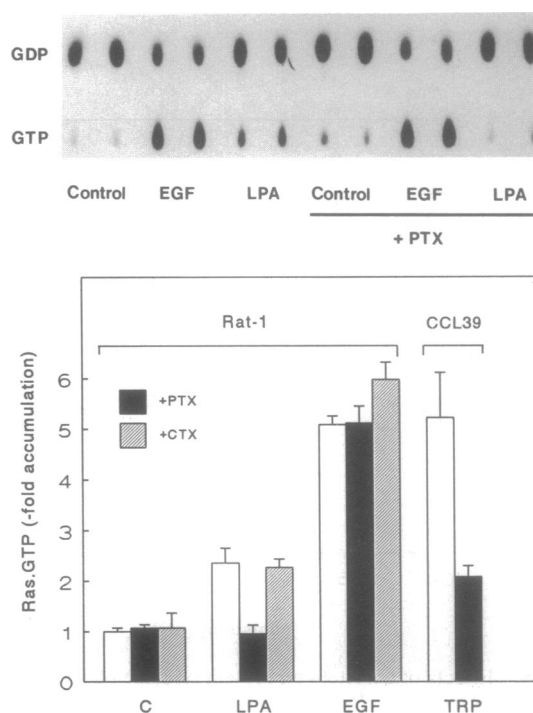 GDP
GTP
Control EGF LPA Control EGF LPA
+ PTX
Rat-1 CCL39
+PTX
+CTX
Ras.GTP (-fold accumulation)
6
5
4
3
2
1
0
C LPA EGF TRP